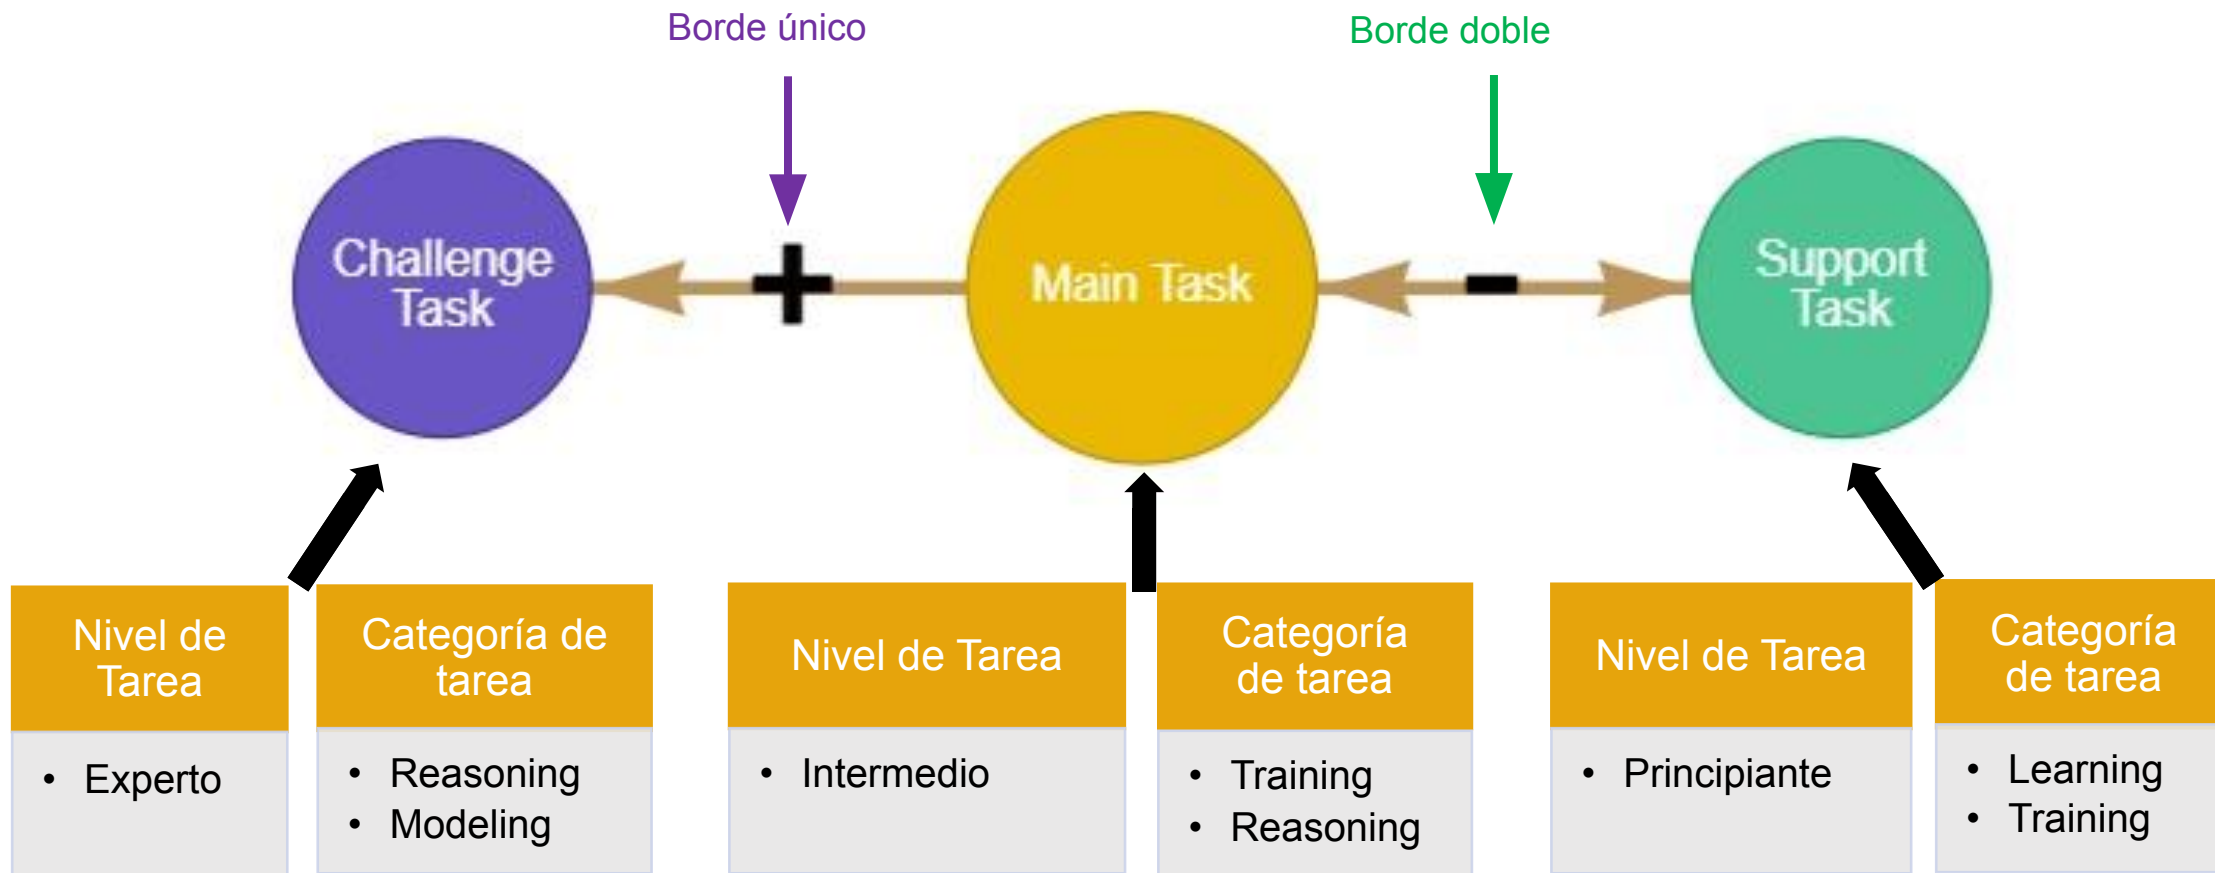 Borde único
Borde doble
Challenge
Task
+
Main Task
-
Support
Task
Nivel de
Tarea
• Experto
Categoría de
tarea
• Reasoning
• Modeling
Nivel de Tarea
• Intermedio
Categoría
de tarea
• Training
• Reasoning
Nivel de Tarea
• Principiante
Categoría
de tarea
• Learning
• Training